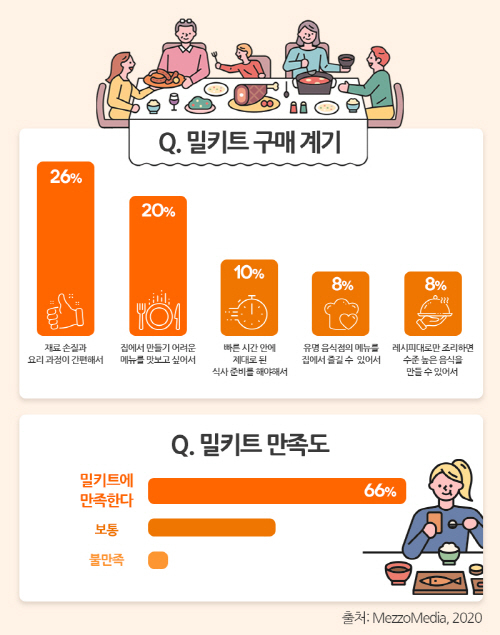 Q. 밀키트 구매 계기
26%
20%
10%
8%
8%
재료 손질과
요리 과정이 간편해서
집에서 만들기 어려운
메뉴를 맛보고 싶어서
빠른 시간 안에
제대로 된
식사 준비를 해야해서
유명 음식점의 메뉴를
집에서 즐길 수 있어서
레시피대로만 조리하면
수준 높은 음식을
만들 수 있어서
Q. 밀키트 만족도
밀키트에
만족한다
66%
보통
불만족
출처: MezzoMedia, 2020